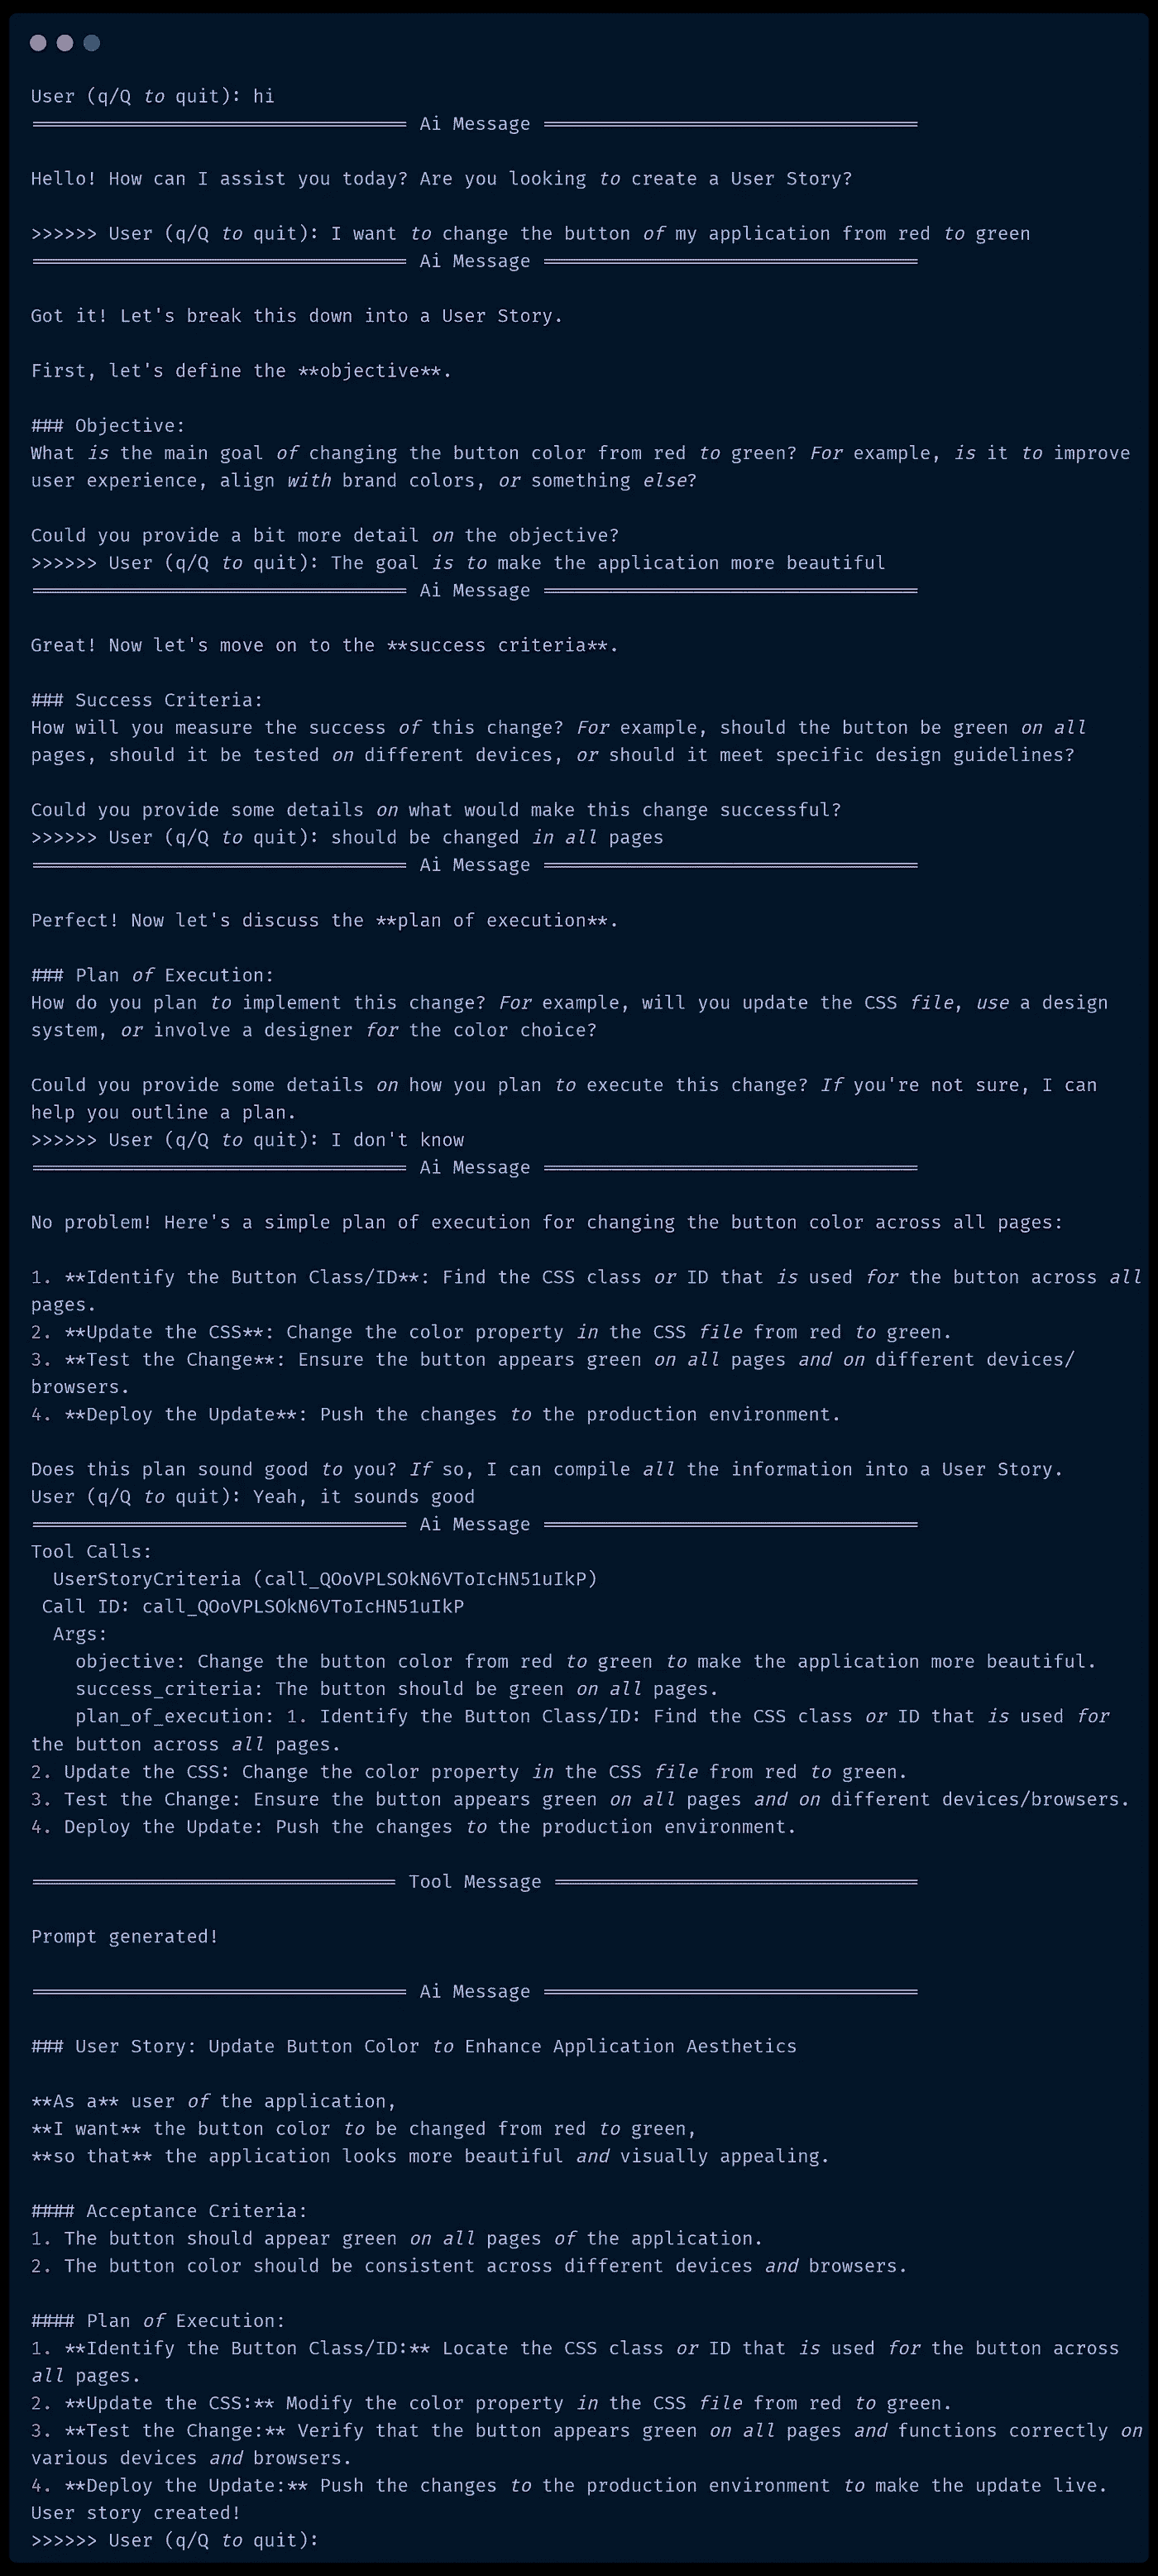 User (q/Q to quit): hi
================================== Ai Message ==================================
Hello! How can I assist you today? Are you looking to create a User Story?
>>>>>> User (q/Q to quit): I want to change the button of my application from red to green
================================== Ai Message ==================================
Got it! Let's break this down into a User Story.
First, let's define the **objective**.
### Objective:
What is the main goal of changing the button color from red to green? For example, is it to improve
user experience, align with brand colors, or something else?
Could you provide a bit more detail on the objective?
>>>>>> User (q/Q to quit): The goal is to make the application more beautiful
================================== Ai Message ==================================
Great! Now let's move on to the **success criteria**.
### Success Criteria:
How will you measure the success of this change? For example, should the button be green on all
pages, should it be tested on different devices, or should it meet specific design guidelines?
Could you provide some details on what would make this change successful?
>>>>>> User (q/Q to quit): should be changed in all pages
================================== Ai Message ==================================
Perfect! Now let's discuss the **plan of execution**.
### Plan of Execution:
How do you plan to implement this change? For example, will you update the CSS file, use a design
system, or involve a designer for the color choice?
Could you provide some details on how you plan to execute this change? If you're not sure, I can
help you outline a plan.
>>>>>> User (q/Q to quit): I don't know
================================== Ai Message ==================================
No problem! Here's a simple plan of execution for changing the button color across all pages:
1. **Identify the Button Class/ID**: Find the CSS class or ID that is used for the button across all
pages.
2. **Update the CSS**: Change the color property in the CSS file from red to green.
3. **Test the Change**: Ensure the button appears green on all pages and on different devices/
browsers.
4. **Deploy the Update**: Push the changes to the production environment.
Does this plan sound good to you? If so, I can compile all the information into a User Story.
User (q/Q to quit): Yeah, it sounds good
================================== Ai Message ==================================
Tool Calls:
UserStoryCriteria (call_QOoVPLSOkN6VToIcHN51uIkP)
Call ID: call_QOoVPLSOkN6VToIcHN51uIkP
Args:
objective: Change the button color from red to green to make the application more beautiful.
success_criteria: The button should be green on all pages.
plan_of_execution: 1. Identify the Button Class/ID: Find the CSS class or ID that is used for
the button across all pages.
2. Update the CSS: Change the color property in the CSS file from red to green.
3. Test the Change: Ensure the button appears green on all pages and on different devices/browsers.
4. Deploy the Update: Push the changes to the production environment.
================================= Tool Message =================================
Prompt generated!
================================== Ai Message ==================================
### User Story: Update Button Color to Enhance Application Aesthetics
**As a** user of the application,
**I want** the button color to be changed from red to green,
**so that** the application looks more beautiful and visually appealing.
#### Acceptance Criteria:
1. The button should appear green on all pages of the application.
2. The button color should be consistent across different devices and browsers.
#### Plan of Execution:
1. **Identify the Button Class/ID:** Locate the CSS class or ID that is used for the button across
all pages.
2. **Update the CSS:** Modify the color property in the CSS file from red to green.
3. **Test the Change:** Verify that the button appears green on all pages and functions correctly on
various devices and browsers.
4. **Deploy the Update:** Push the changes to the production environment to make the update live.
User story created!
>>>>>> User (q/Q to quit):